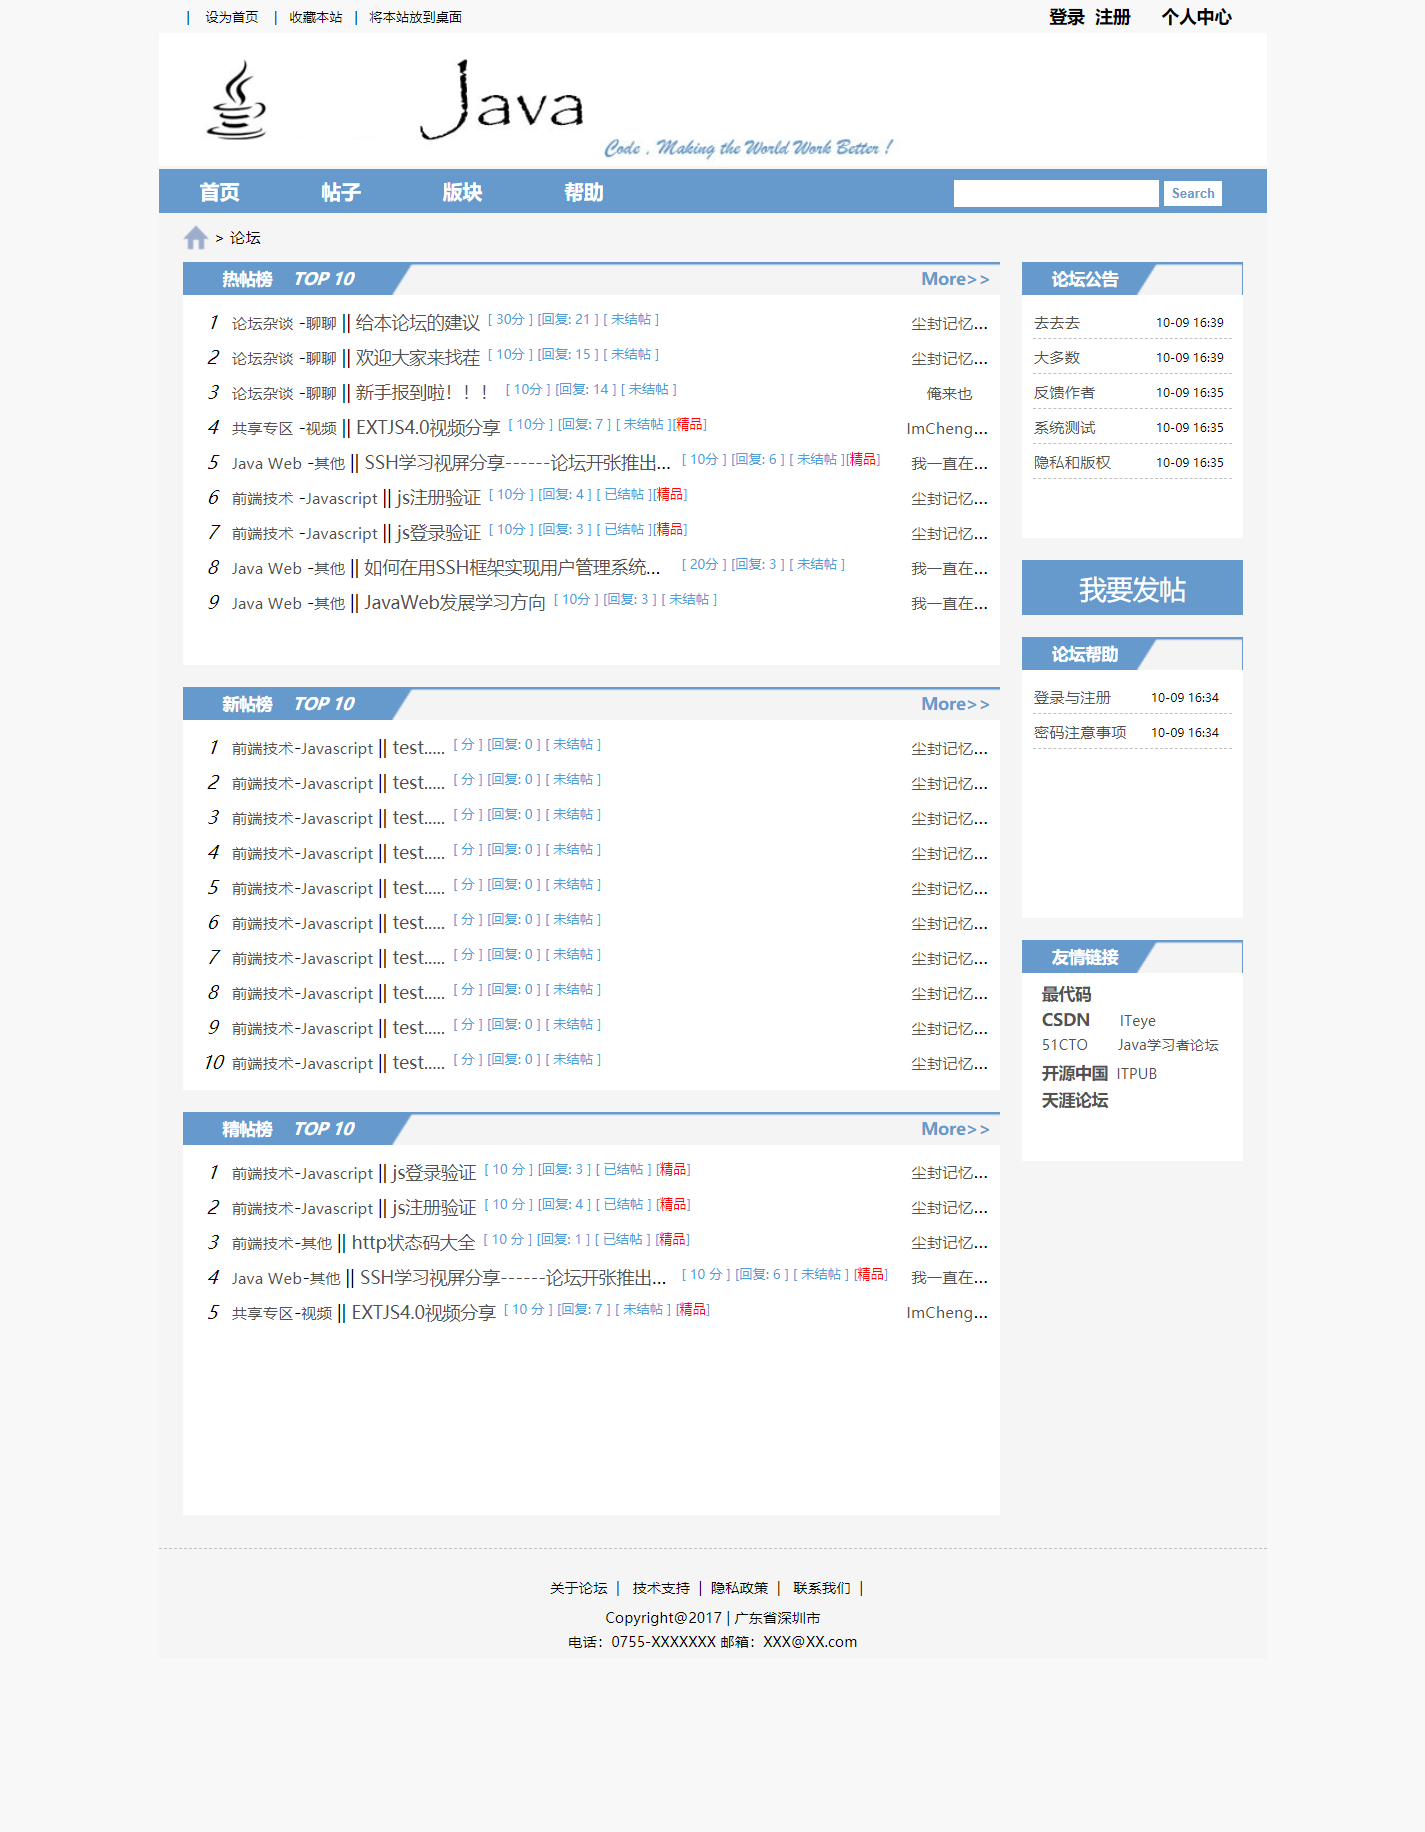 | 设为首页 | 收藏本站 | 将本站放到桌面 登录 注册 个人中心
Java
Code , Making the World Work Better !
首页 帖子 版块 帮助 Search
> 论坛
热帖榜 TOP 10 More>>
1 论坛杂谈 -聊聊 || 给本论坛的建议 [ 30分 ] [回复: 21 ] [ 未结帖 ] 尘封记忆...
2 论坛杂谈 -聊聊 || 欢迎大家来找茬 [ 10分 ] [回复: 15 ] [ 未结帖 ] 尘封记忆...
3 论坛杂谈 -聊聊 || 新手报到啦！！！ [ 10分 ] [回复: 14 ] [ 未结帖 ] 俺来也
4 共享专区 -视频 || EXTJS4.0视频分享 [ 10分 ] [回复: 7 ] [ 未结帖 ][精品] ImCheng...
5 Java Web -其他 || SSH学习视屏分享------论坛开张推出... [ 10分 ] [回复: 6 ] [ 未结帖 ][精品] 我一直在...
6 前端技术 -Javascript || js注册验证 [ 10分 ] [回复: 4 ] [ 已结帖 ][精品] 尘封记忆...
7 前端技术 -Javascript || js登录验证 [ 10分 ] [回复: 3 ] [ 已结帖 ][精品] 尘封记忆...
8 Java Web -其他 || 如何在用SSH框架实现用户管理系统... [ 20分 ] [回复: 3 ] [ 未结帖 ] 我一直在...
9 Java Web -其他 || JavaWeb发展学习方向 [ 10分 ] [回复: 3 ] [ 未结帖 ] 我一直在...
论坛公告
去去去 10-09 16:39
大多数 10-09 16:39
反馈作者 10-09 16:35
系统测试 10-09 16:35
隐私和版权 10-09 16:35
我要发帖
论坛帮助
登录与注册 10-09 16:34
密码注意事项 10-09 16:34
新帖榜 TOP 10 More>>
1 前端技术-Javascript || test..... [ 分 ] [回复: 0 ] [ 未结帖 ] 尘封记忆...
2 前端技术-Javascript || test..... [ 分 ] [回复: 0 ] [ 未结帖 ] 尘封记忆...
3 前端技术-Javascript || test..... [ 分 ] [回复: 0 ] [ 未结帖 ] 尘封记忆...
4 前端技术-Javascript || test..... [ 分 ] [回复: 0 ] [ 未结帖 ] 尘封记忆...
5 前端技术-Javascript || test..... [ 分 ] [回复: 0 ] [ 未结帖 ] 尘封记忆...
6 前端技术-Javascript || test..... [ 分 ] [回复: 0 ] [ 未结帖 ] 尘封记忆...
7 前端技术-Javascript || test..... [ 分 ] [回复: 0 ] [ 未结帖 ] 尘封记忆...
8 前端技术-Javascript || test..... [ 分 ] [回复: 0 ] [ 未结帖 ] 尘封记忆...
9 前端技术-Javascript || test..... [ 分 ] [回复: 0 ] [ 未结帖 ] 尘封记忆...
10 前端技术-Javascript || test..... [ 分 ] [回复: 0 ] [ 未结帖 ] 尘封记忆...
友情链接
最代码
CSDN ITeye
51CTO Java学习者论坛
开源中国 ITPUB
天涯论坛
精帖榜 TOP 10 More>>
1 前端技术-Javascript || js登录验证 [ 10 分 ] [回复: 3 ] [ 已结帖 ] [精品] 尘封记忆...
2 前端技术-Javascript || js注册验证 [ 10 分 ] [回复: 4 ] [ 已结帖 ] [精品] 尘封记忆...
3 前端技术-其他 || http状态码大全 [ 10 分 ] [回复: 1 ] [ 已结帖 ] [精品] 尘封记忆...
4 Java Web-其他 || SSH学习视屏分享------论坛开张推出... [ 10 分 ] [回复: 6 ] [ 未结帖 ] [精品] 我一直在...
5 共享专区-视频 || EXTJS4.0视频分享 [ 10 分 ] [回复: 7 ] [ 未结帖 ] [精品] ImCheng...
关于论坛 | 技术支持 | 隐私政策 | 联系我们 |
Copyright@2017 | 广东省深圳市
电话：0755-XXXXXXX 邮箱：XXX@XX.com